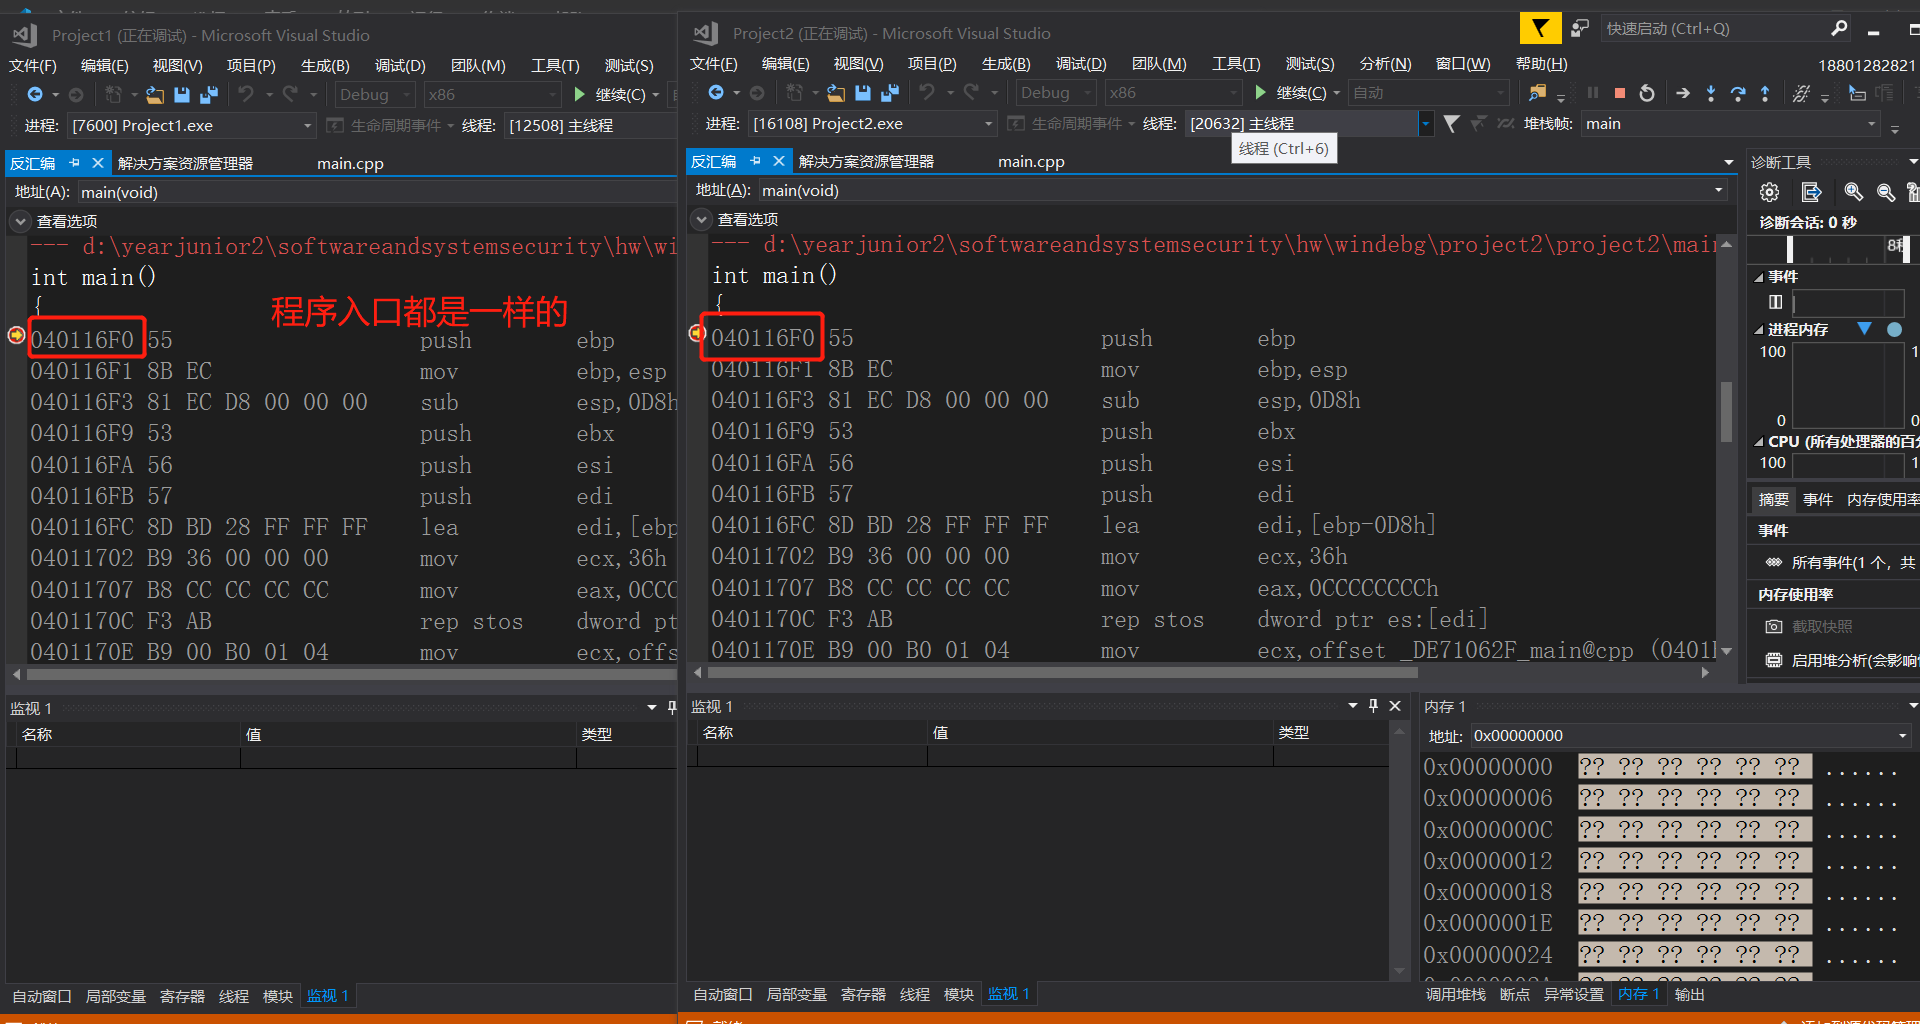 Project1 (正在调试) - Microsoft Visual Studio
文件(F) 编辑(E) 视图(V) 项目(P) 生成(B) 调试(D) 团队(M) 工具(T) 测试(S)
Debug x86 继续(C)
进程: [7600] Project1.exe 生命周期事件 线程: [12508] 主线程
反汇编 解决方案资源管理器 main.cpp
地址(A): main(void)
查看选项
--- d:\yearjunior2\softwareandsystemsecurity\hw\wi
int main()
{
程序入口都是一样的
040116F0 55 push ebp
040116F1 8B EC mov ebp,esp
040116F3 81 EC D8 00 00 00 sub esp,0D8h
040116F9 53 push ebx
040116FA 56 push esi
040116FB 57 push edi
040116FC 8D BD 28 FF FF FF lea edi,[ebp
04011702 B9 36 00 00 00 mov ecx,36h
04011707 B8 CC CC CC CC mov eax,0CCC
0401170C F3 AB rep stos dword pt
0401170E B9 00 B0 01 04 mov ecx,offs
监视 1
名称 值 类型
自动窗口 局部变量 寄存器 线程 模块 监视 1
Project2 (正在调试) - Microsoft Visual Studio
快速启动 (Ctrl+Q)
文件(F) 编辑(E) 视图(V) 项目(P) 生成(B) 调试(D) 团队(M) 工具(T) 测试(S) 分析(N) 窗口(W) 帮助(H) 18801282821
Debug x86 继续(C) 自动
进程: [16108] Project2.exe 生命周期事件 线程: [20632] 主线程 堆栈帧: main
线程 (Ctrl+6)
反汇编 解决方案资源管理器 main.cpp
地址(A): main(void)
查看选项
--- d:\yearjunior2\softwareandsystemsecurity\hw\windebg\project2\project2\mai
int main()
{
040116F0 55 push ebp
040116F1 8B EC mov ebp,esp
040116F3 81 EC D8 00 00 00 sub esp,0D8h
040116F9 53 push ebx
040116FA 56 push esi
040116FB 57 push edi
040116FC 8D BD 28 FF FF FF lea edi,[ebp-0D8h]
04011702 B9 36 00 00 00 mov ecx,36h
04011707 B8 CC CC CC CC mov eax,0CCCCCCCCh
0401170C F3 AB rep stos dword ptr es:[edi]
0401170E B9 00 B0 01 04 mov ecx,offset _DE71062F_main@cpp (0401
监视 1
名称 值 类型
自动窗口 局部变量 寄存器 线程 模块 监视 1
诊断工具
诊断会话: 0 秒
8秒
事件
进程内存
100
0 0
CPU (所有处理器的百分
100
摘要 事件 内存使用率
事件
所有事件(1 个，共
内存使用率
截取快照
启用堆分析(会影响性
内存 1
地址: 0x00000000
0x00000000 ?? ?? ?? ?? ?? ?? ......
0x00000006 ?? ?? ?? ?? ?? ?? ......
0x0000000C ?? ?? ?? ?? ?? ?? ......
0x00000012 ?? ?? ?? ?? ?? ?? ......
0x00000018 ?? ?? ?? ?? ?? ?? ......
0x0000001E ?? ?? ?? ?? ?? ?? ......
0x00000024 ?? ?? ?? ?? ?? ?? ......
调用堆栈 断点 异常设置 内存 1 输出